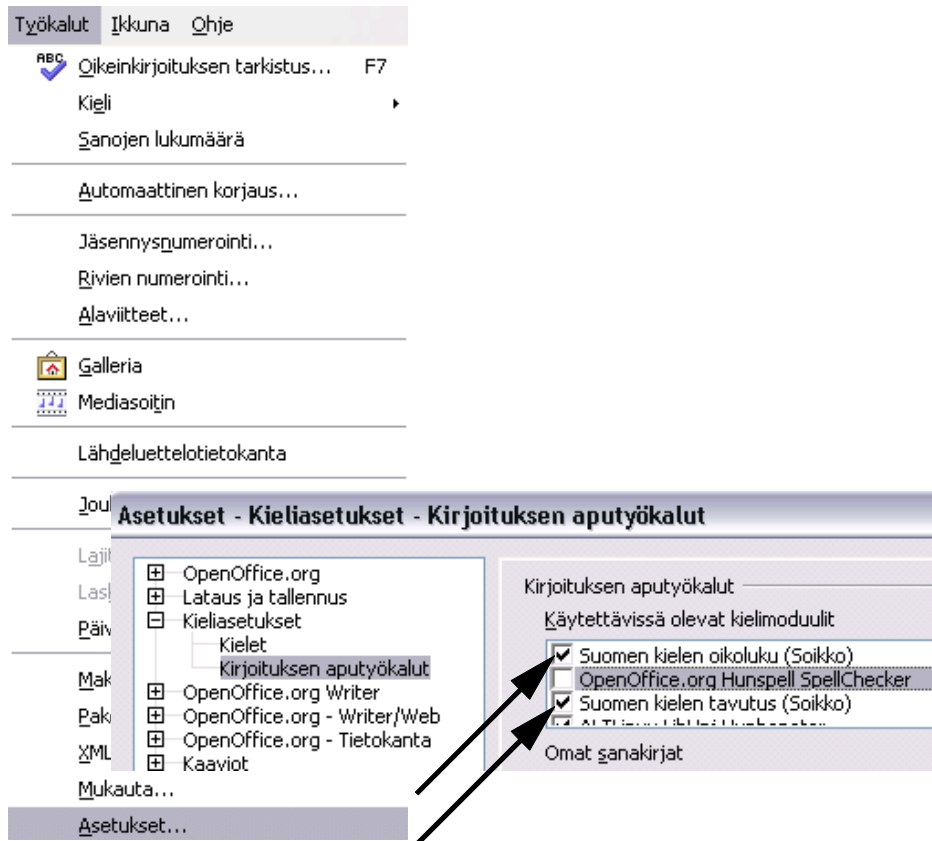 Työkalut Ikkuna Ohje
ABC Oikeinkirjoituksen tarkistus... F7
Kieli
Sanojen lukumäärä
Automaattinen korjaus...
Jäsennysnumerointi...
Rivien numerointi...
Alaviitteet...
Galleria
Mediasoitin
Lähdeluettelotietokanta
Asetukset - Kieliasetukset - Kirjoituksen aputyökalut
OpenOffice.org
Lataus ja tallennus
Kieliasetukset
Kielet
Kirjoituksen aputyökalut
OpenOffice.org Writer
OpenOffice.org - Writer/Web
OpenOffice.org - Tietokanta
Kaaviot
Kirjoituksen aputyökalut
Käytettävissä olevat kielimoduulit
Suomen kielen oikoluku (Soikko)
OpenOffice.org Hunspell SpellChecker
Suomen kielen tavutus (Soikko)
Omat sanakirjat
XML
Mukauta...
Asetukset...